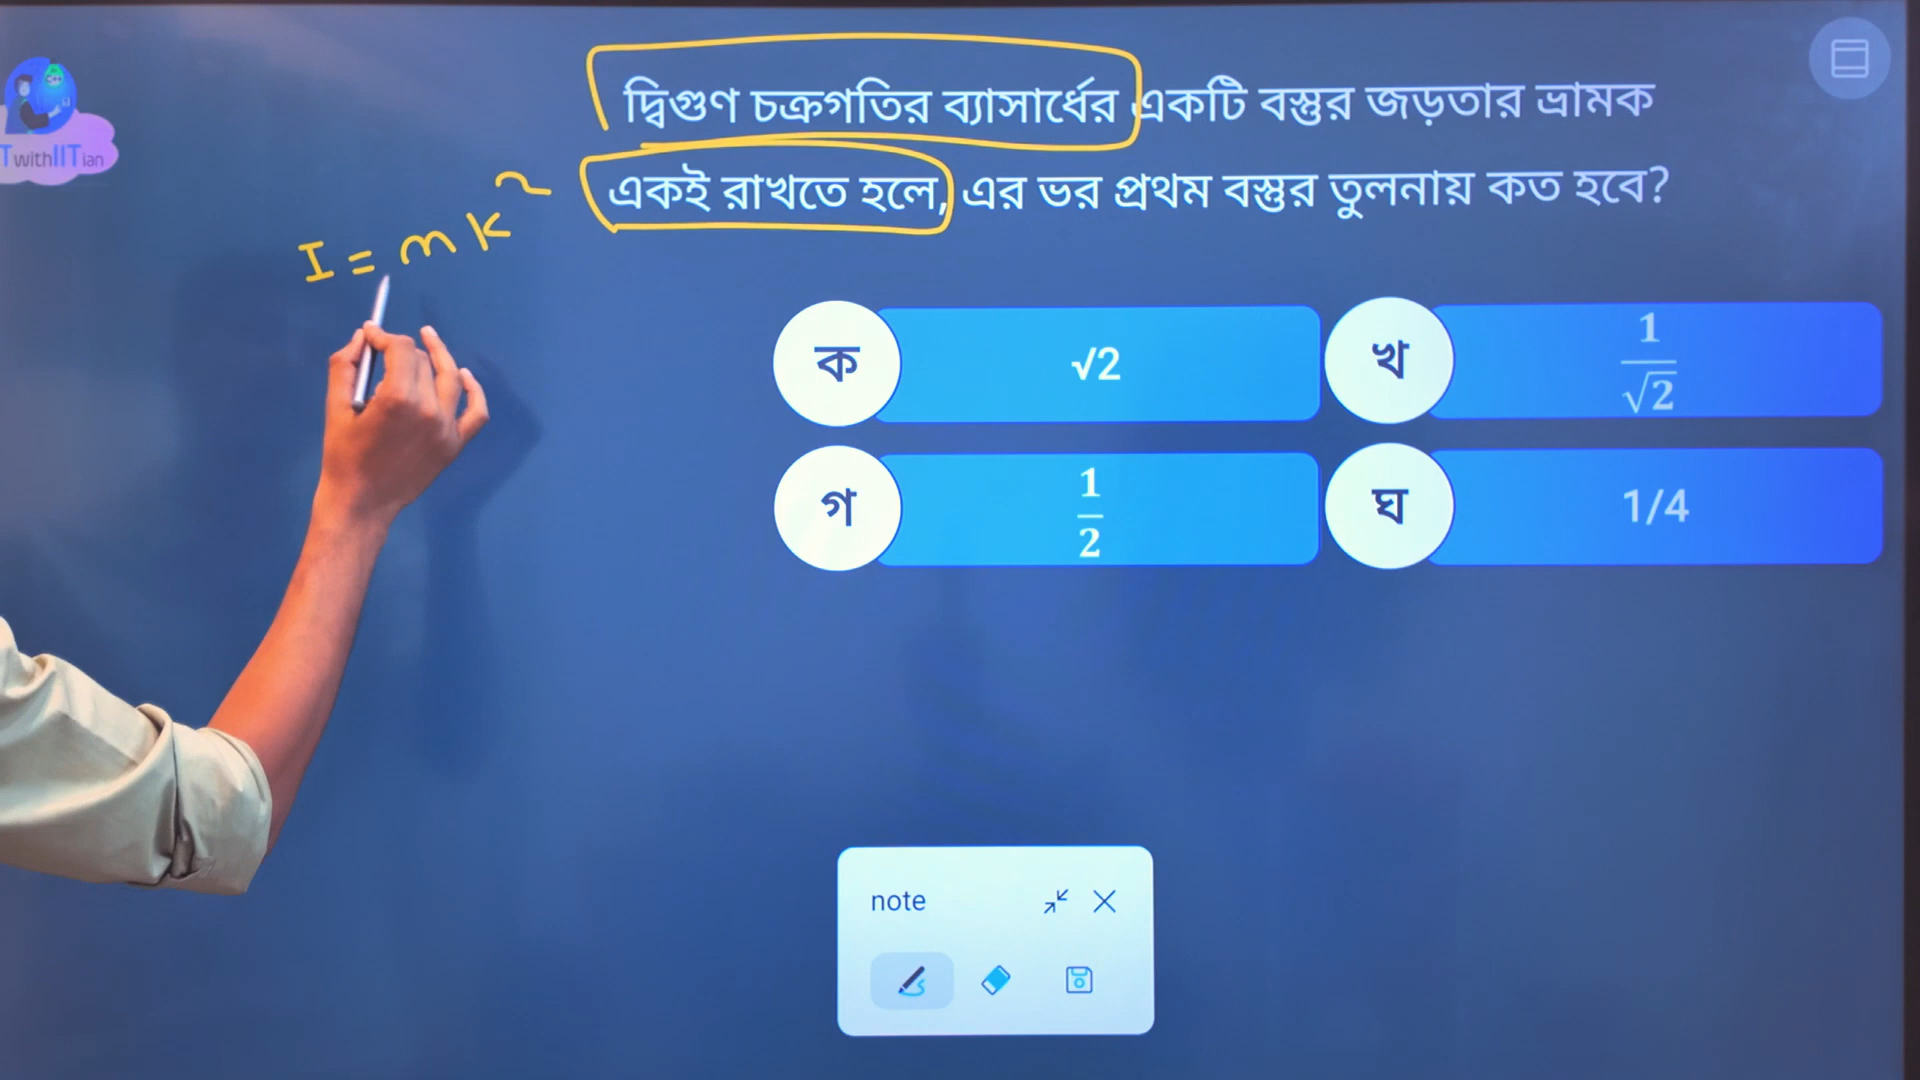 দ্বিগুণ চক্রগতির ব্যাসার্ধের একটি বস্তুর জড়তার ভ্রামক
একই রাখতে হলে, এর ভর প্রথম বস্তুর তুলনায় কত হবে?
TwithIITian
I = mk²
ক √2
খ 1/√2
গ 1/2
ঘ 1/4
note